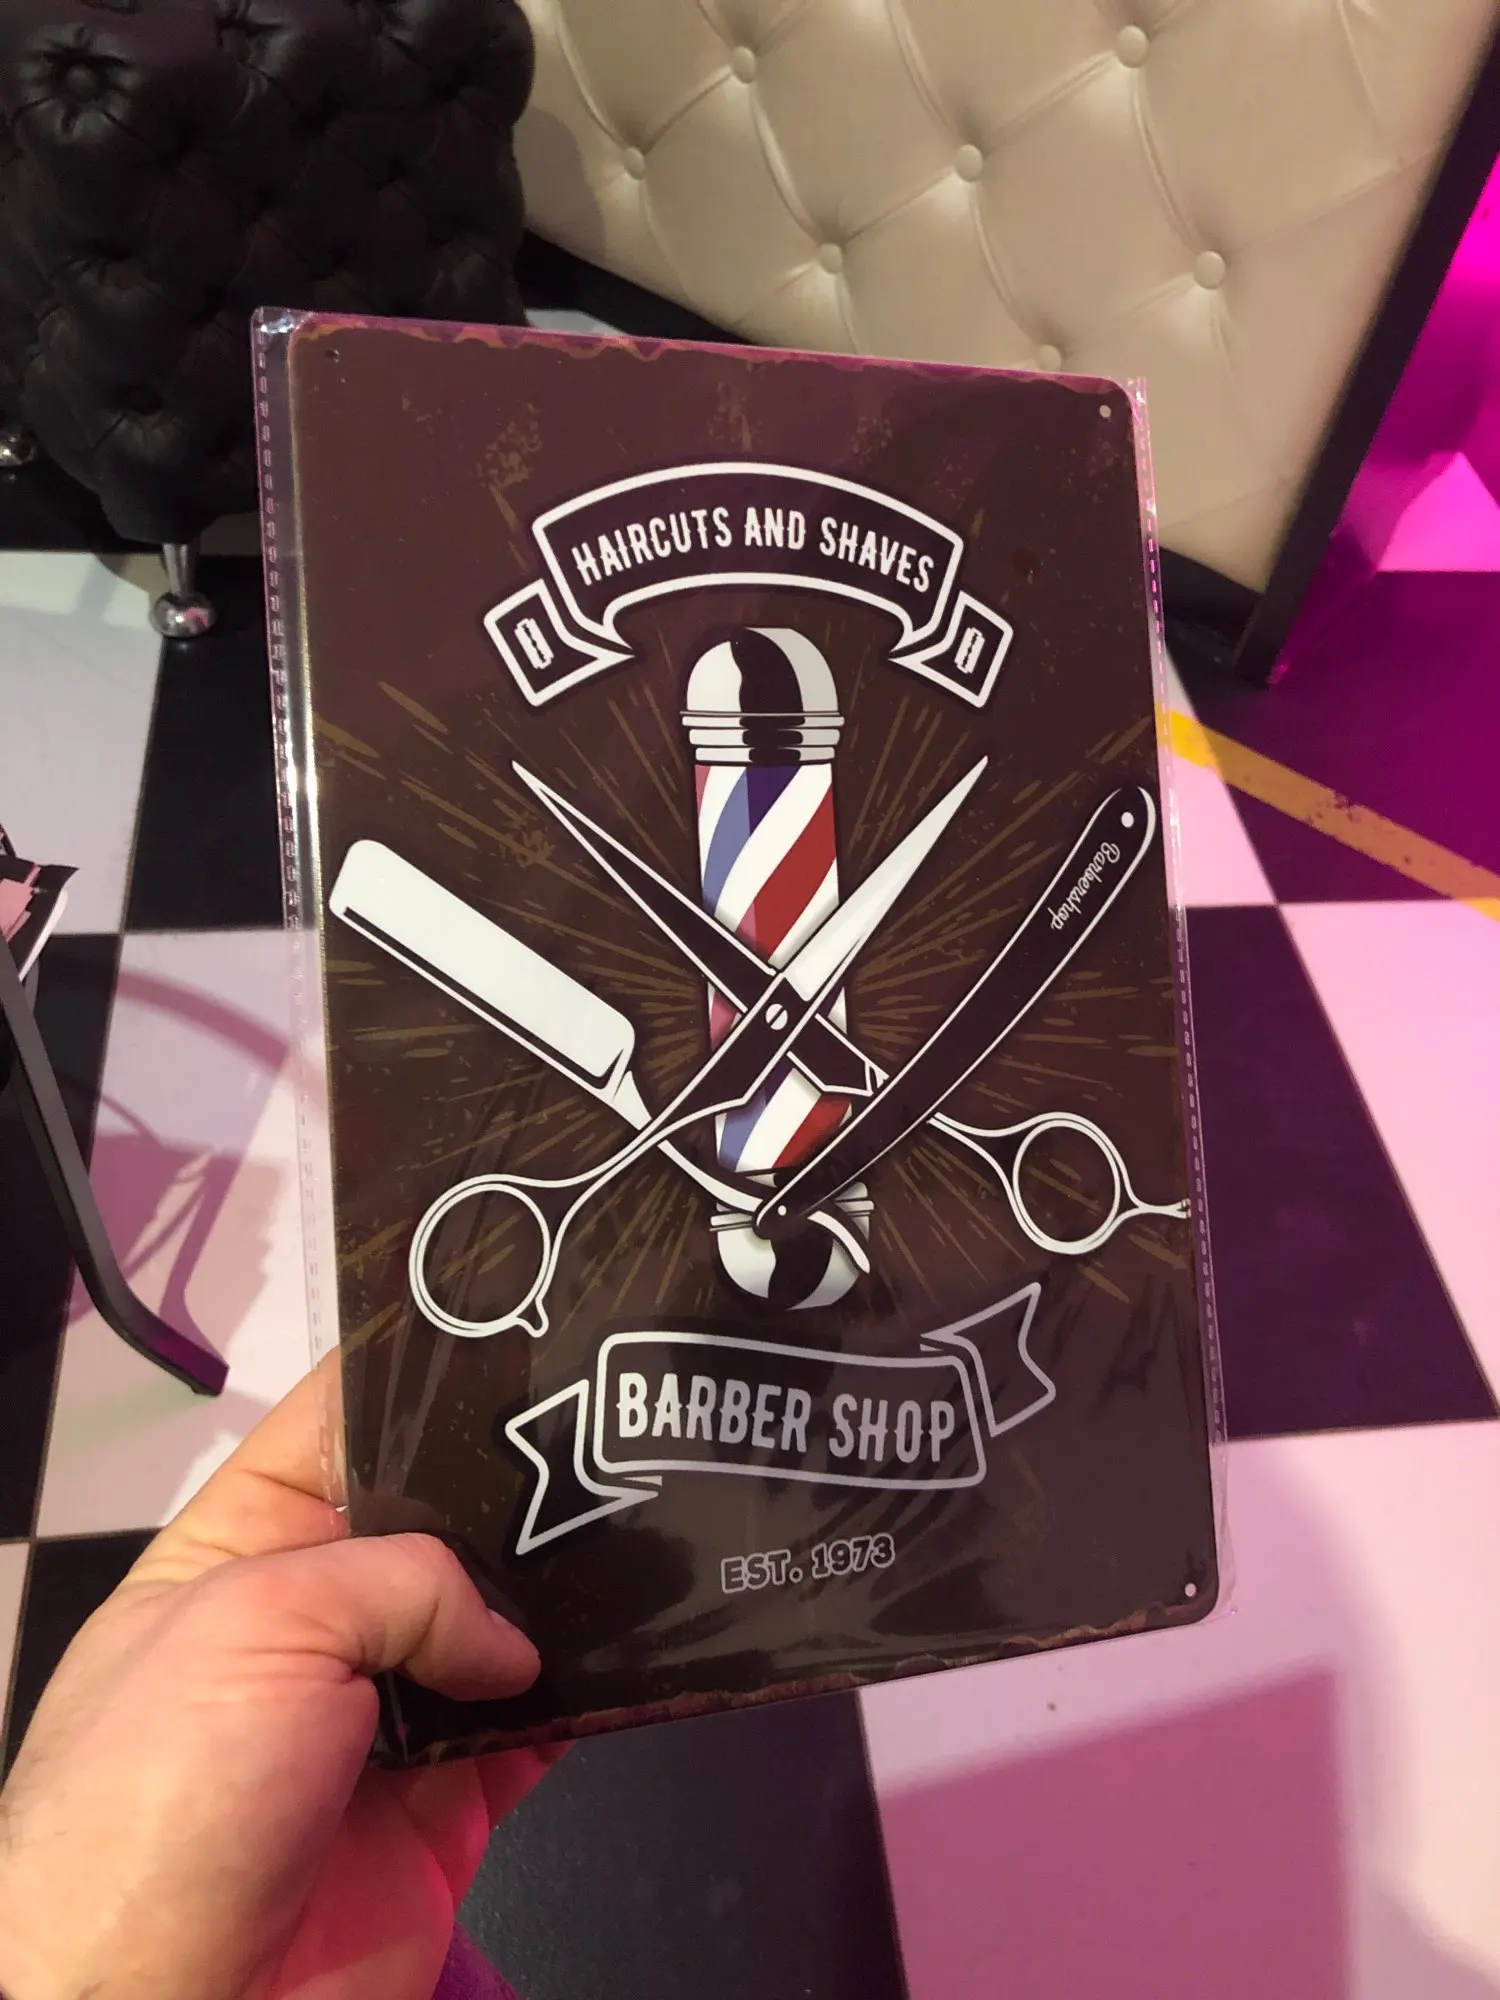 HAIRCUTS AND SHAVES
Barbershop
BARBER SHOP
EST. 1973